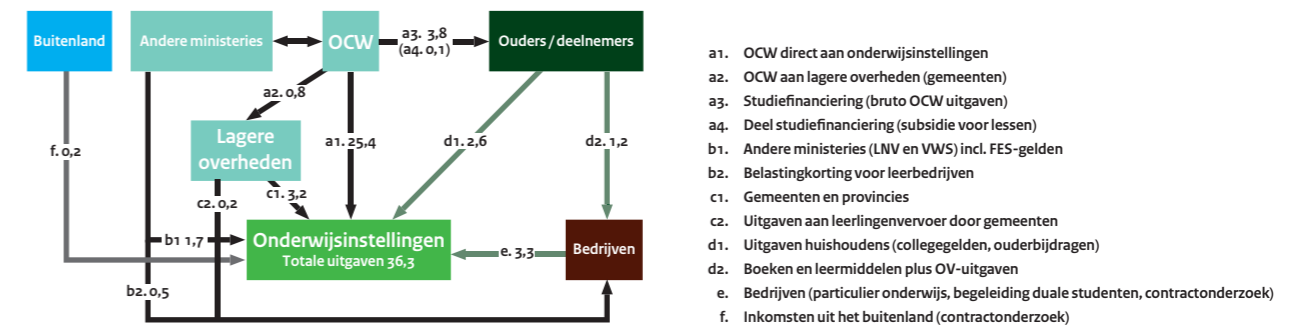 Buitenland
Andere ministeries
OCW
a3. 3,8
(a4. 0,1)
Ouders / deelnemers
a2. 0,8
Lagere
overheden
f. 0,2
a1. 25,4
d1. 2,6
d2. 1,2
c1. 3,2
c2. 0,2
b1 1,7
Onderwijsinstellingen
Totale uitgaven 36,3
e. 3,3
Bedrijven
b2. 0,5
a1. OCW direct aan onderwijsinstellingen
a2. OCW aan lagere overheden (gemeenten)
a3. Studiefinanciering (bruto OCW uitgaven)
a4. Deel studiefinanciering (subsidie voor lessen)
b1. Andere ministeries (LNV en VWS) incl. FES-gelden
b2. Belastingkorting voor leerbedrijven
c1. Gemeenten en provincies
c2. Uitgaven aan leerlingenvervoer door gemeenten
d1. Uitgaven huishoudens (collegegelden, ouderbijdragen)
d2. Boeken en leermiddelen plus OV-uitgaven
e. Bedrijven (particulier onderwijs, begeleiding duale studenten, contractonderzoek)
f. Inkomsten uit het buitenland (contractonderzoek)